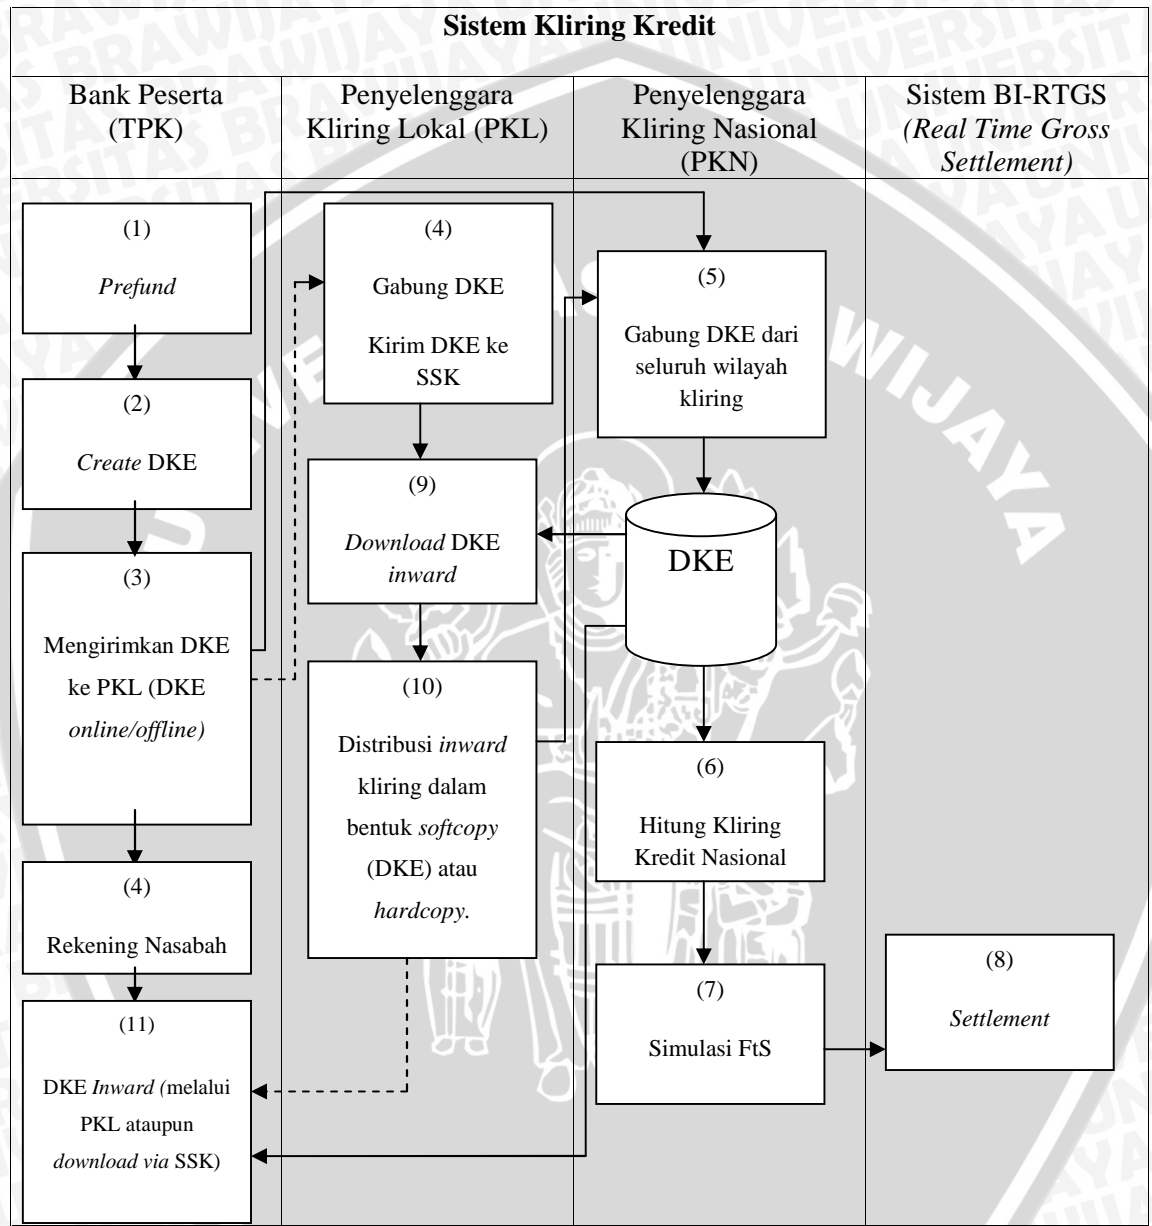 Sistem Kliring Kredit
Bank Peserta
(TPK)
Penyelenggara
Kliring Lokal (PKL)
Penyelenggara
Kliring Nasional
(PKN)
Sistem BI-RTGS
(Real Time Gross
Settlement)
(1)
Prefund
(2)
Create DKE
(3)
Mengirimkan DKE
ke PKL (DKE
online/offline)
(4)
Rekening Nasabah
(11)
DKE Inward (melalui
PKL ataupun
download via SSK)
(4)
Gabung DKE
Kirim DKE ke
SSK
(9)
Download DKE
inward
(10)
Distribusi inward
kliring dalam
bentuk softcopy
(DKE) atau
hardcopy.
(5)
Gabung DKE dari
seluruh wilayah
kliring
DKE
(6)
Hitung Kliring
Kredit Nasional
(7)
Simulasi FtS
(8)
Settlement
WIJAYA